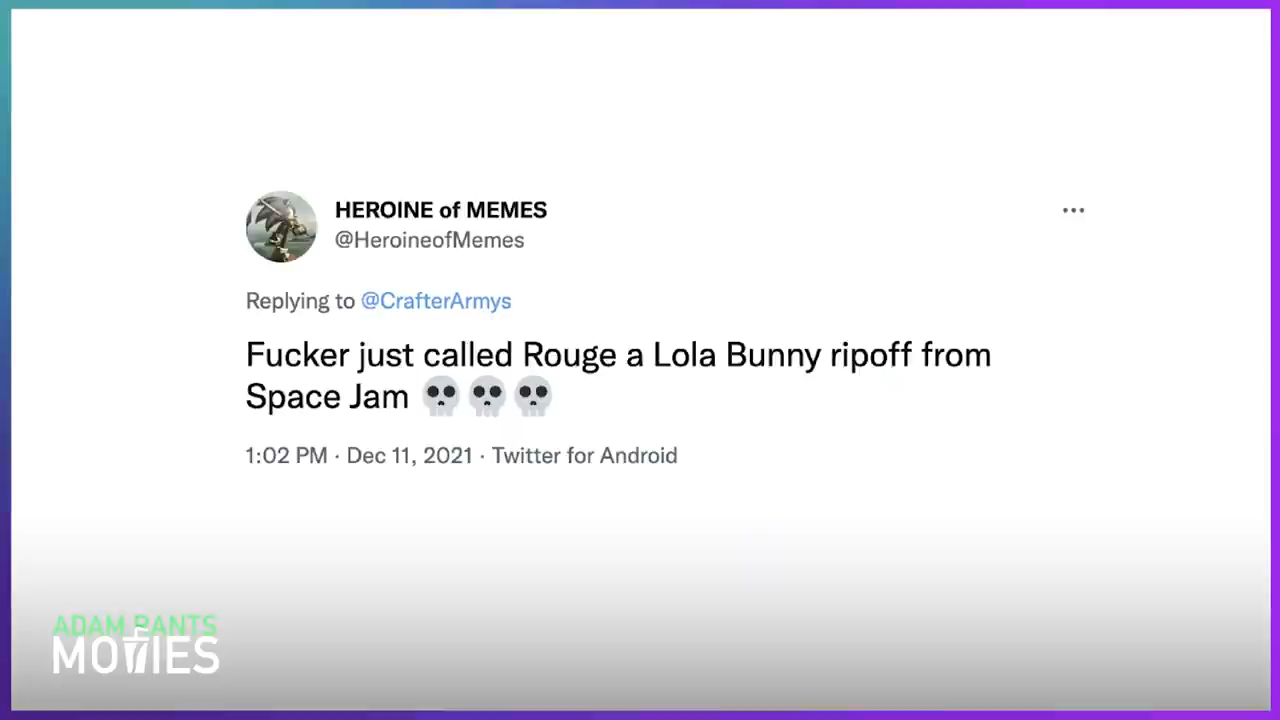 HEROINE of MEMES
@HeroineofMemes
Replying to @CrafterArmys
Fucker just called Rouge a Lola Bunny ripoff from
Space Jam 💀💀💀
1:02 PM · Dec 11, 2021 · Twitter for Android
ADAM RANTS
MOVIES